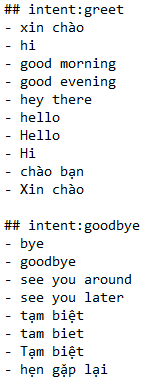 ## intent:greet
- xin chào
- hi
- good morning
- good evening
- hey there
- hello
- Hello
- Hi
- chào bạn
- Xin chào

## intent:goodbye
- bye
- goodbye
- see you around
- see you later
- tạm biệt
- tam biet
- Tạm biệt
- hẹn gặp lại